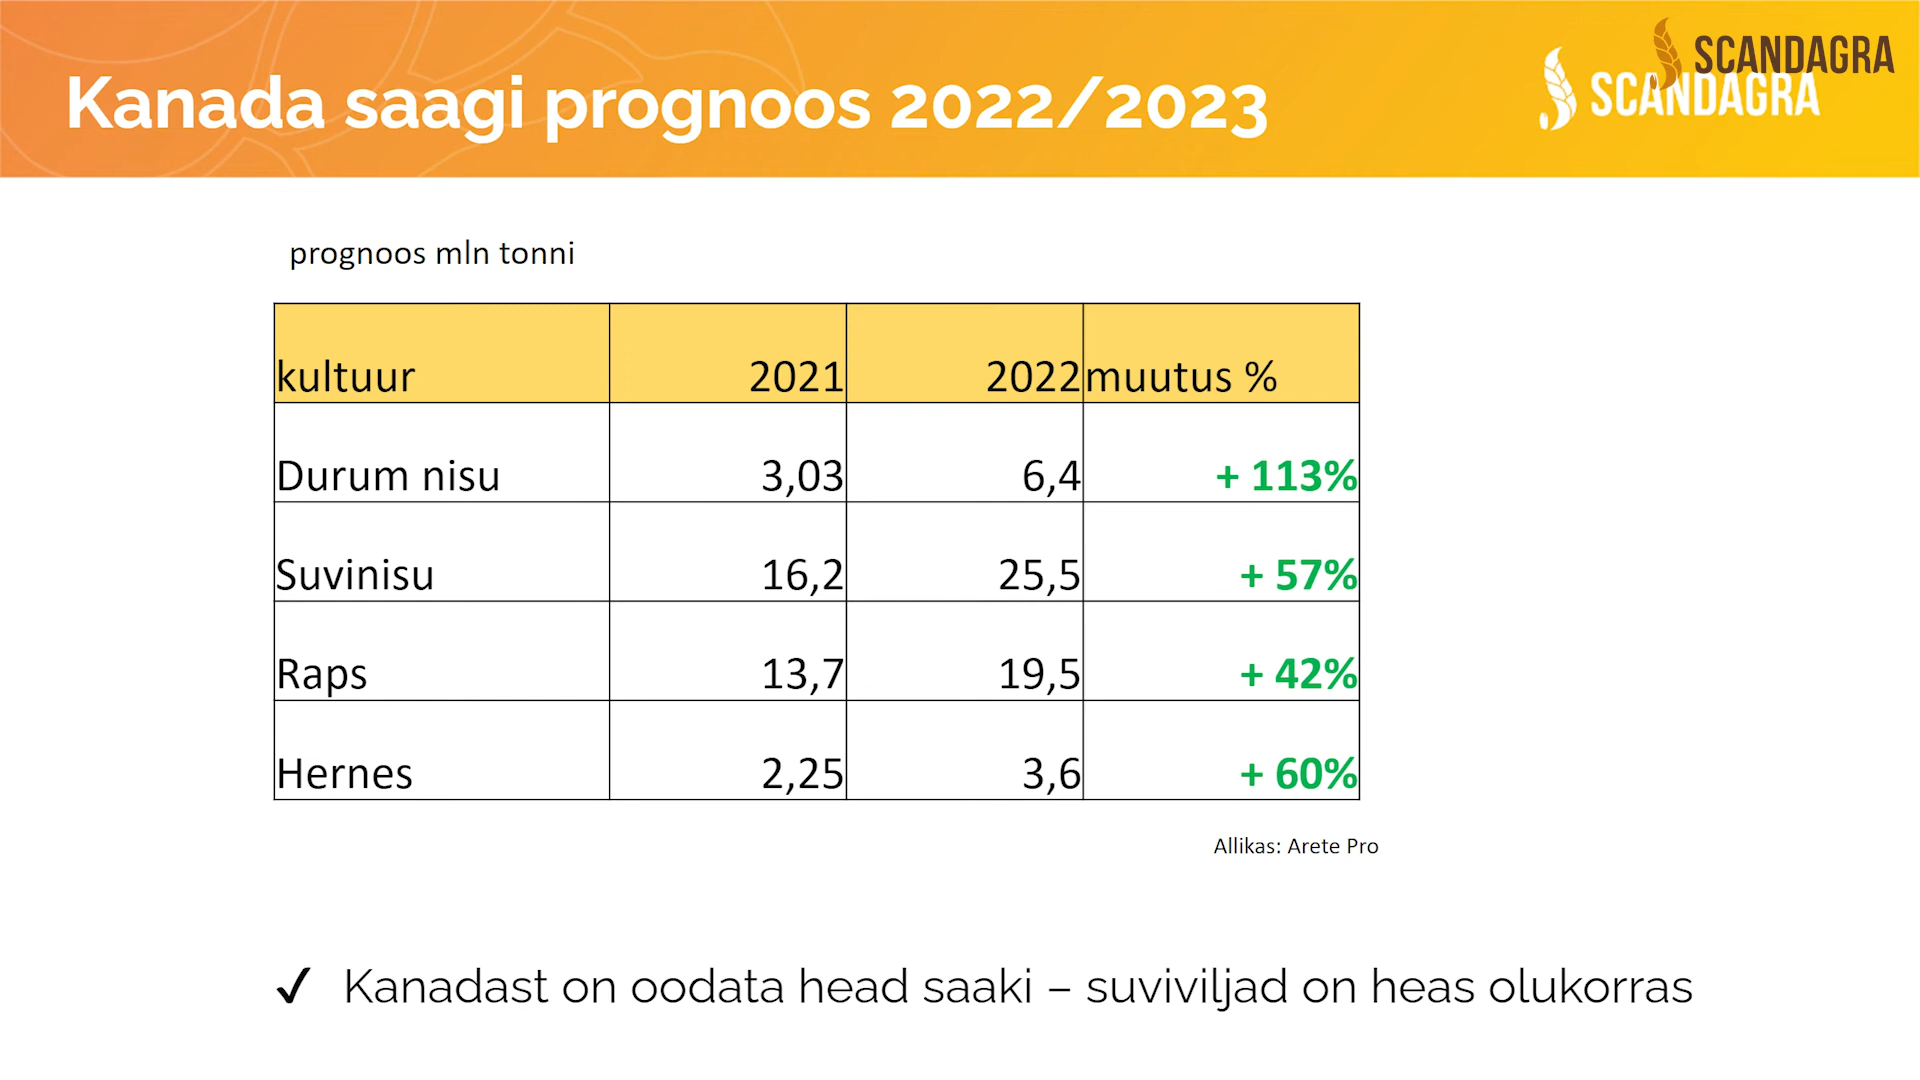 SCANDAGRA
Kanada saagi prognoos 2022/2023
SCANDAGRA
prognoos mln tonni
kultuur 2021 2022 muutus %
Durum nisu 3,03 6,4 + 113%
Suvinisu 16,2 25,5 + 57%
Raps 13,7 19,5 + 42%
Hernes 2,25 3,6 + 60%
Allikas: Arete Pro
✓ Kanadast on oodata head saaki – suviviljad on heas olukorras